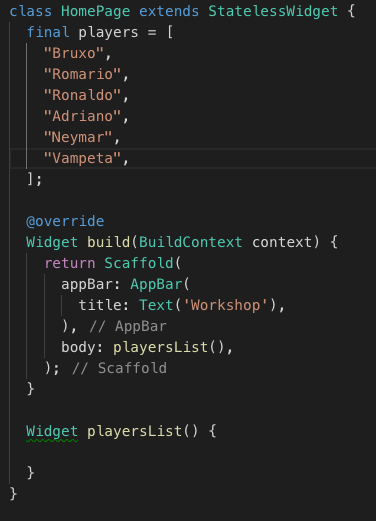 class HomePage extends StatelessWidget {
  final players = [
    "Bruxo",
    "Romario",
    "Ronaldo",
    "Adriano",
    "Neymar",
    "Vampeta",
  ];

  @override
  Widget build(BuildContext context) {
    return Scaffold(
      appBar: AppBar(
        title: Text('Workshop'),
      ), // AppBar
      body: playersList(),
    ); // Scaffold
  }

  Widget playersList() {

  }
}